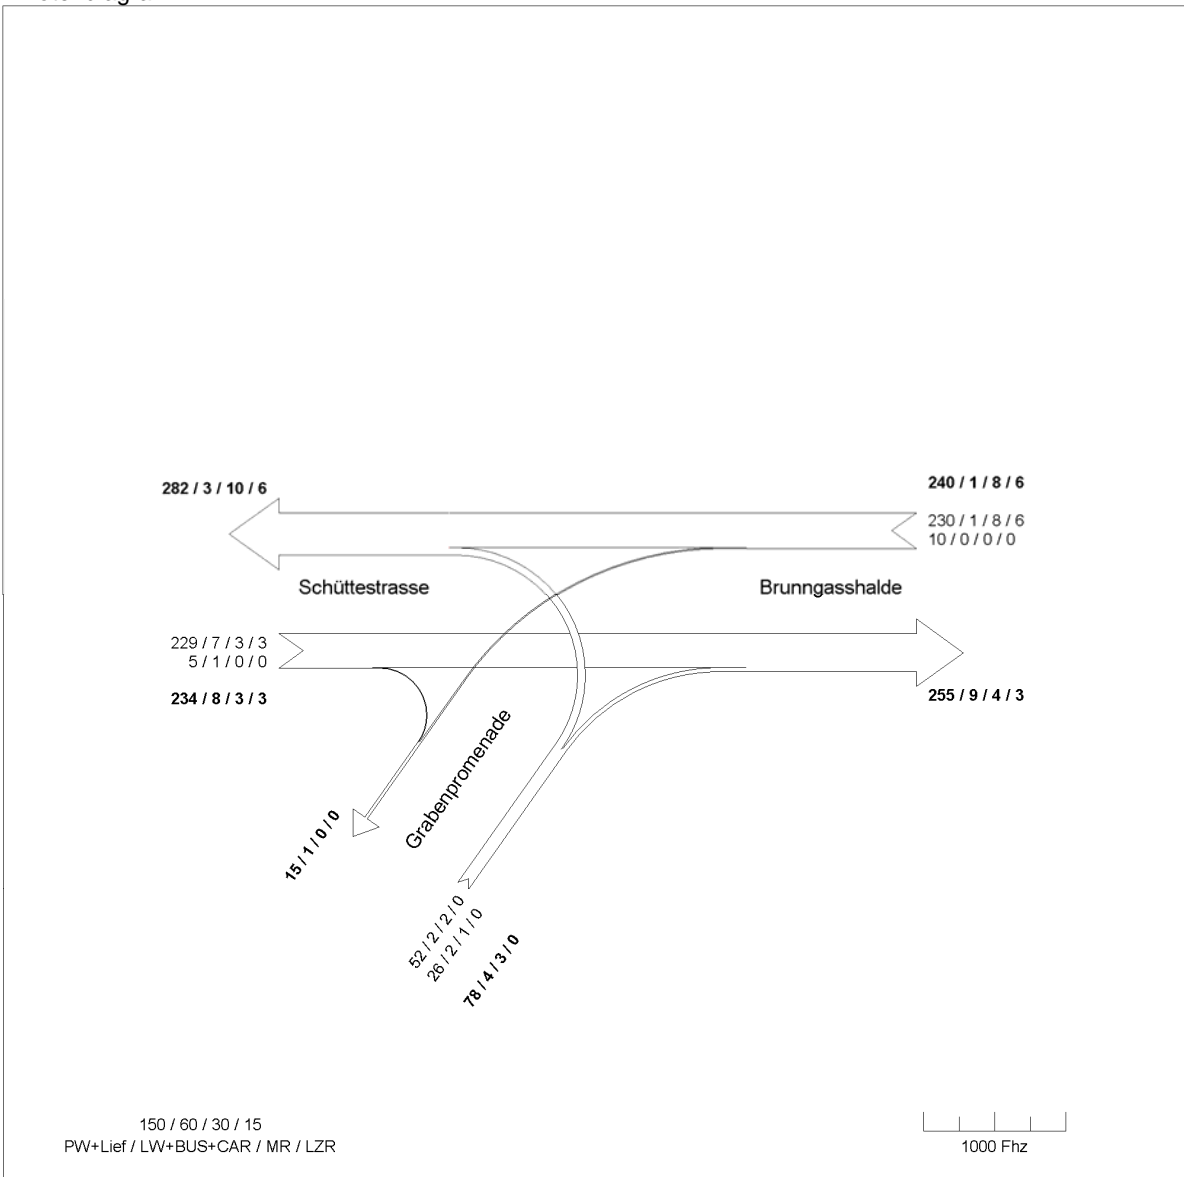 282 / 3 / 10 / 6
240 / 1 / 8 / 6
230 / 1 / 8 / 6
10 / 0 / 0 / 0
Schüttestrasse
Brunngasshalde
229 / 7 / 3 / 3
5 / 1 / 0 / 0
234 / 8 / 3 / 3
255 / 9 / 4 / 3
Grabenpromenade
15 / 1 / 0 / 0
52 / 2 / 2 / 0
26 / 2 / 1 / 0
78 / 4 / 3 / 0
150 / 60 / 30 / 15
PW+Lief / LW+BUS+CAR / MR / LZR
1000 Fhz